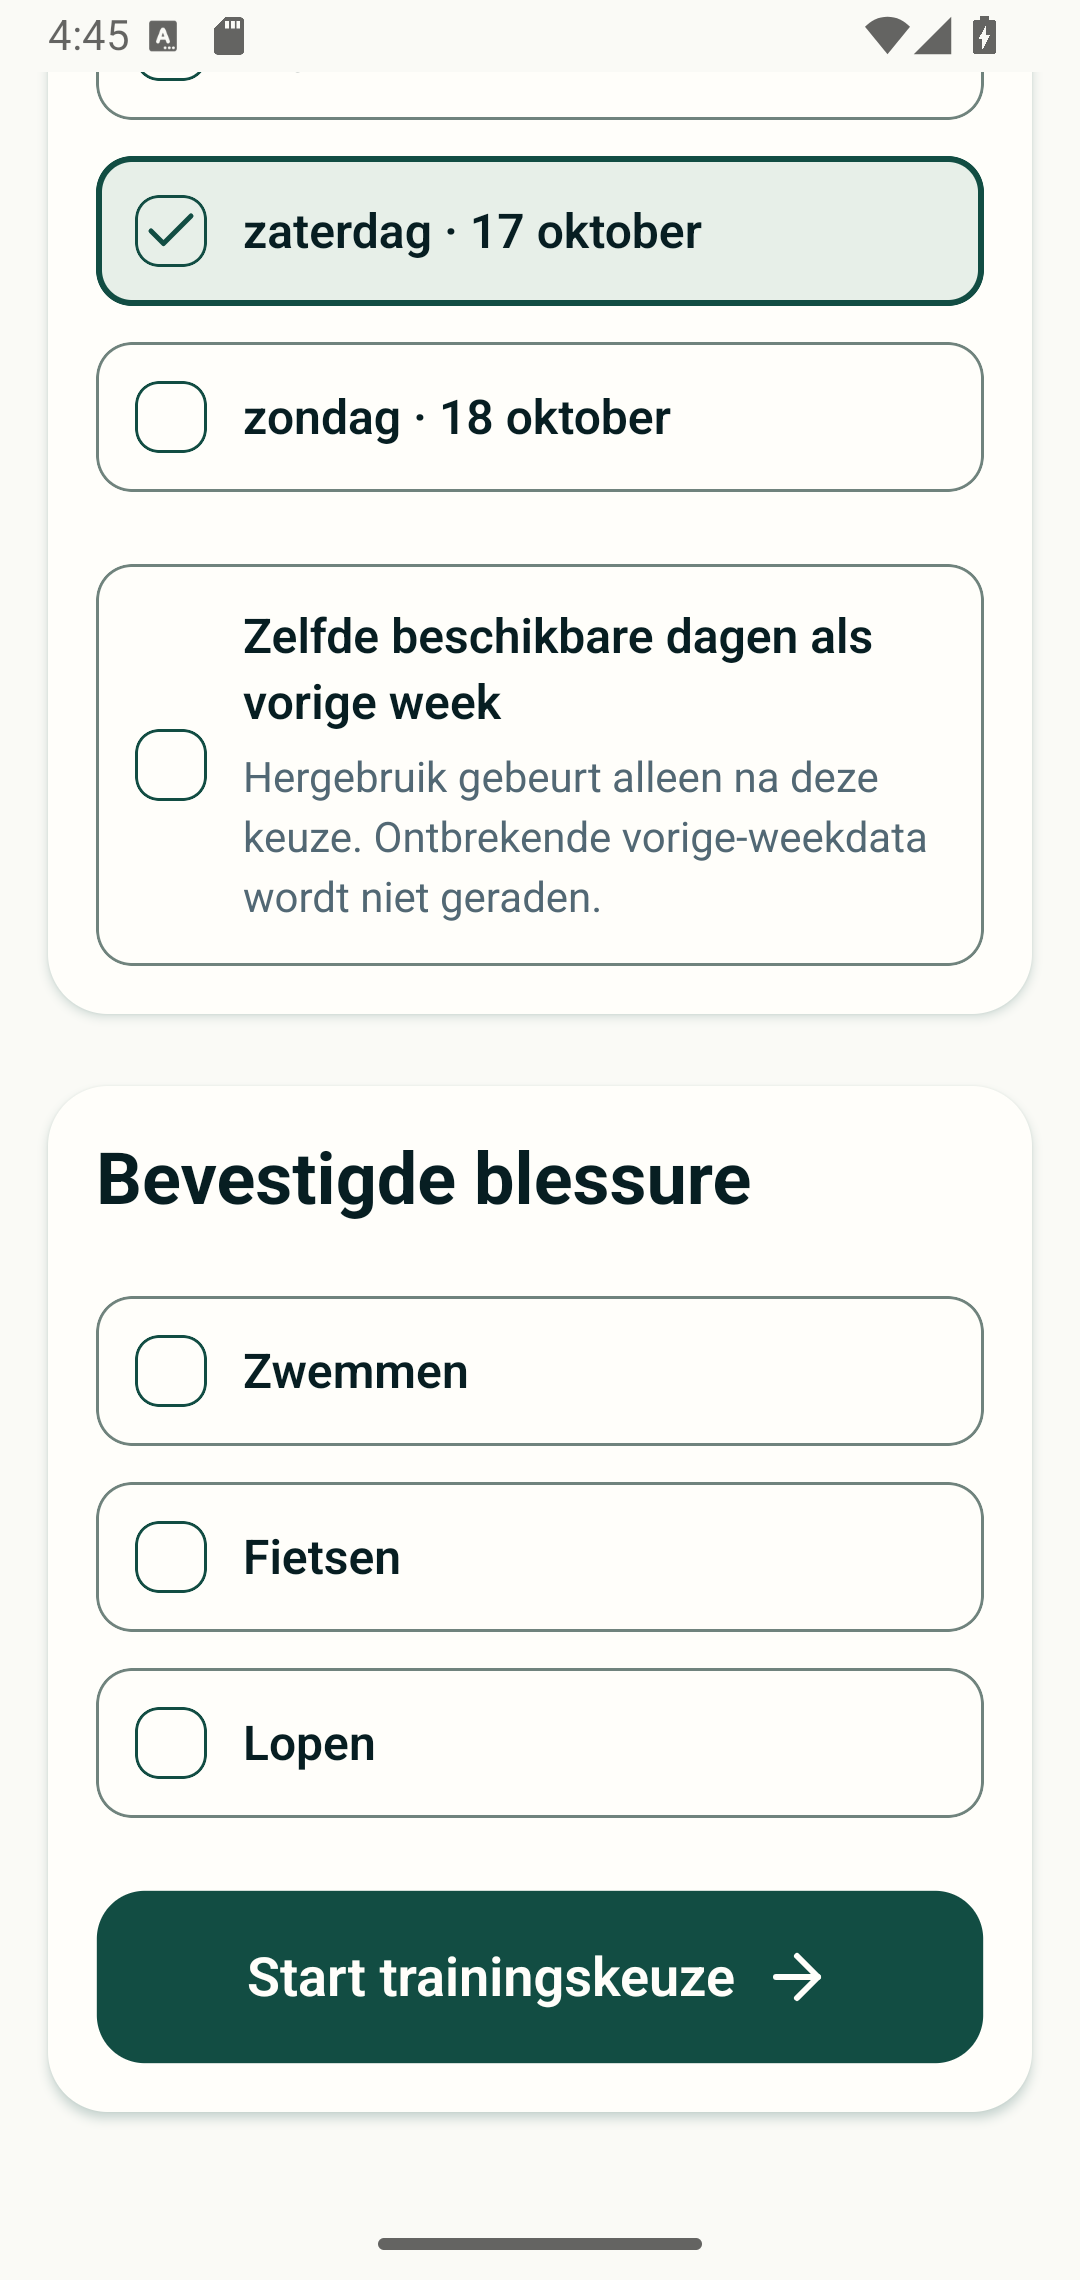 4:45
zaterdag · 17 oktober
zondag · 18 oktober
Zelfde beschikbare dagen als
vorige week
Hergebruik gebeurt alleen na deze
keuze. Ontbrekende vorige-weekdata
wordt niet geraden.
Bevestigde blessure
Zwemmen
Fietsen
Lopen
Start trainingskeuze